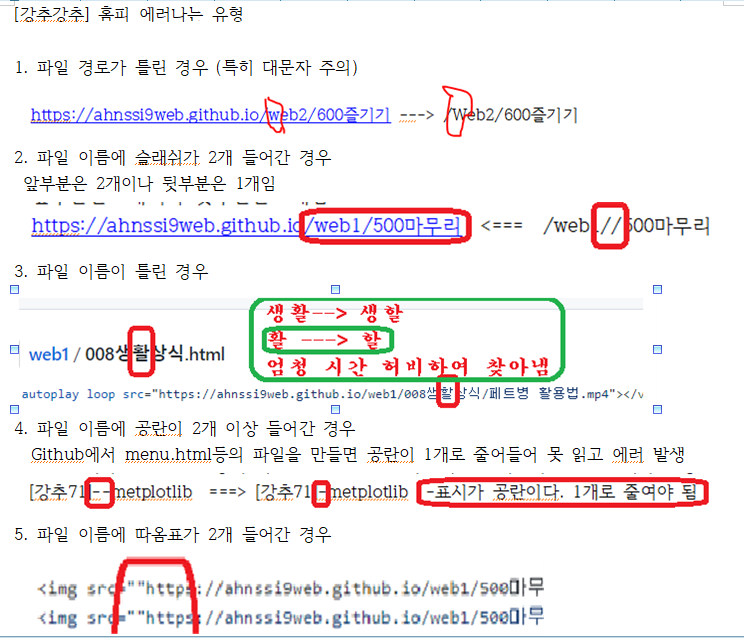 [강추강추] 홈피 에러나는 유형
1. 파일 경로가 틀린 경우 (특히 대문자 주의)
https://ahnssi9web.github.io/web2/600즐기기 ---> /Web2/600즐기기
2. 파일 이름에 슬래쉬가 2개 들어간 경우
앞부분은 2개이나 뒷부분은 1개임
https://ahnssi9web.github.io/web1/500마무리 <=== /web1//500마무리
3. 파일 이름이 틀린 경우
생활--> 생할
활 ---> 할
엄청 시간 허비하여 찾아냄
web1 / 008생활상식.html
autoplay loop src="https://ahnssi9web.github.io/web1/008생할상식/페트병 활용법.mp4"></v
4. 파일 이름에 공란이 2개 이상 들어간 경우
Github에서 menu.html등의 파일을 만들면 공란이 1개로 줄어들어 못 읽고 에러 발생
[강추71]--metplotlib ===> [강추71]-metplotlib -표시가 공란이다. 1개로 줄여야 됨
5. 파일 이름에 따옴표가 2개 들어간 경우
<img src=""https://ahnssi9web.github.io/web1/500마무
<img src=""https://ahnssi9web.github.io/web1/500마무